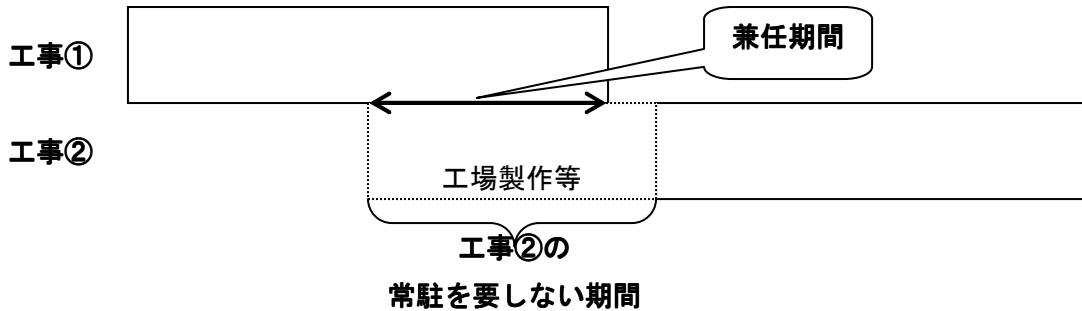 工事①
兼任期間
工事②
工場製作等
工事②の
常駐を要しない期間